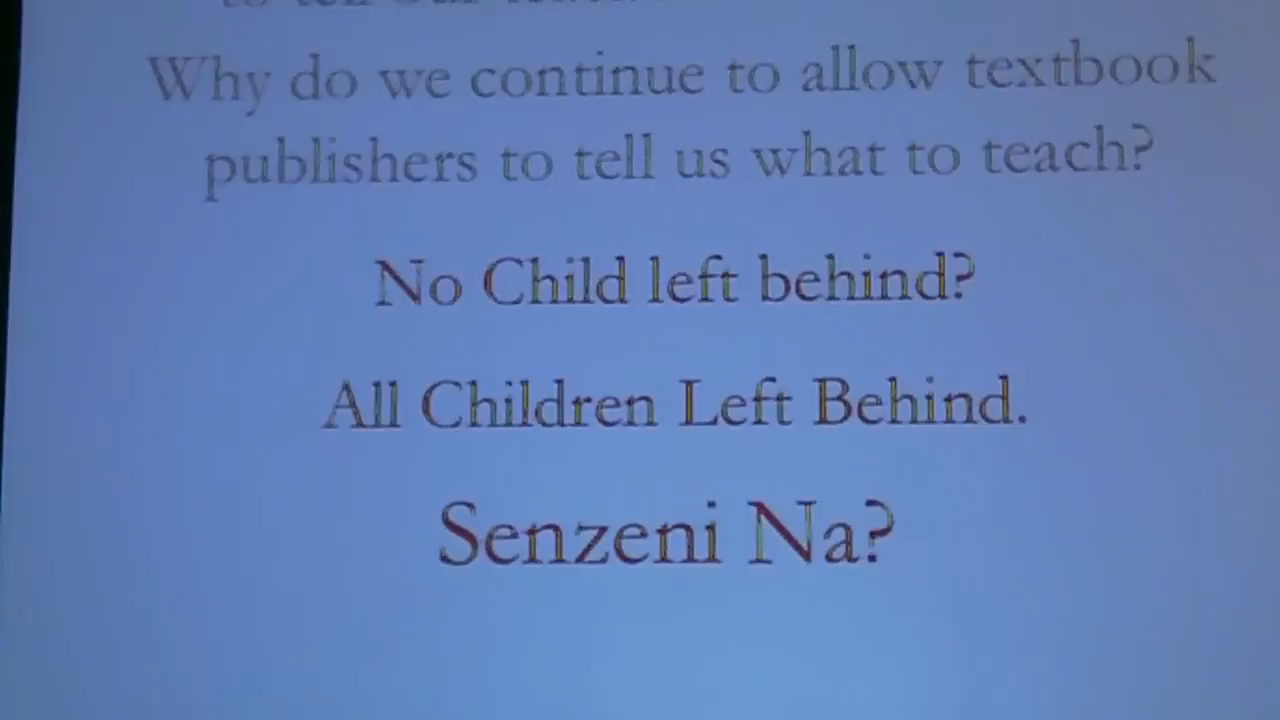 Why do we continue to allow textbook
publishers to tell us what to teach?
No Child left behind?
All Children Left Behind.
Senzeni Na?